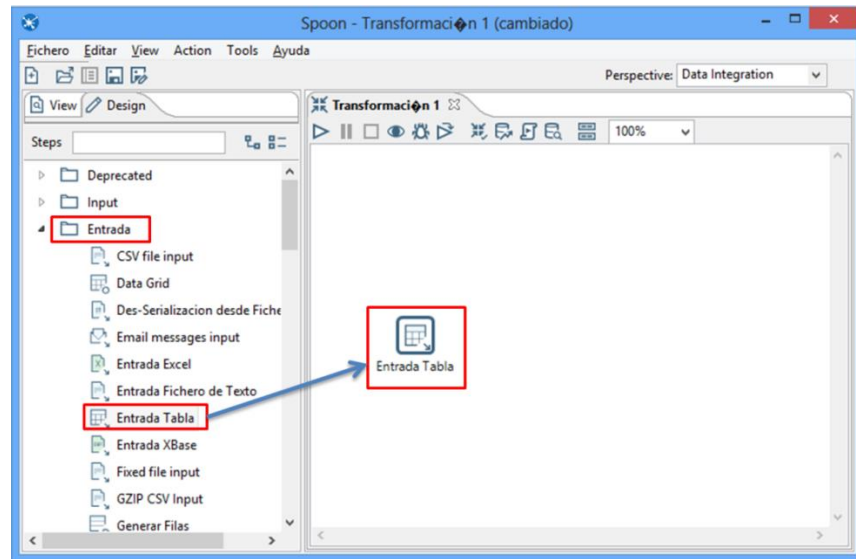 Spoon - Transformaci�n 1 (cambiado)
Fichero Editar View Action Tools Ayuda
Perspective: Data Integration
View Design
Transformaci�n 1
Steps
100%
Deprecated
Input
Entrada
CSV file input
Data Grid
Des-Serializacion desde Fiche
Email messages input
Entrada Excel
Entrada Fichero de Texto
Entrada Tabla
Entrada XBase
Fixed file input
GZIP CSV Input
Generar Filas
Entrada Tabla